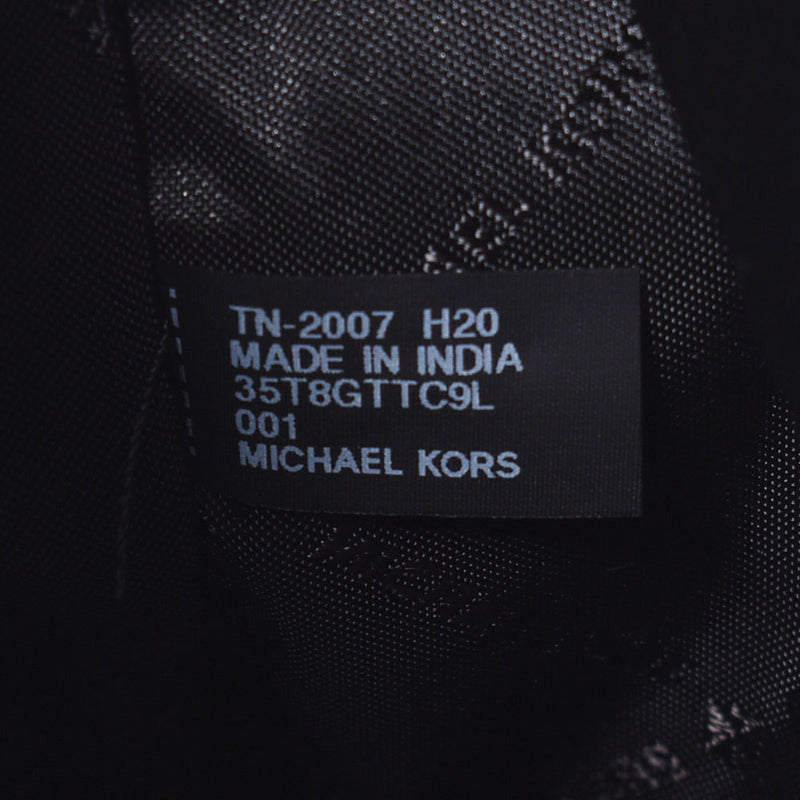 TN-2007 H20
MADE IN INDIA
35T8GTTC9L
001
MICHAEL KORS